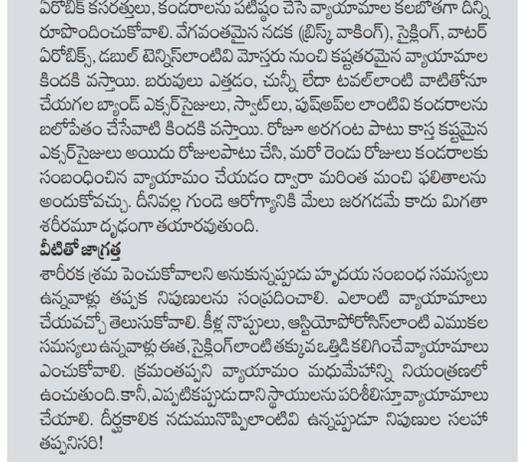 ఏరోబిక్ కసరత్తులు, కండరాలను పటిష్ఠం చేసే వ్యాయామాల కలబోతగా దీన్ని
రూపొందించుకోవాలి. వేగవంతమైన నడక (బ్రిస్క్ వాకింగ్), సైక్లింగ్, వాటర్
ఏరోబిక్స్, డబుల్ టెన్నిస్‌లాంటివి మోస్తరు నుంచి కష్టతరమైన వ్యాయామాల
కిందకి వస్తాయి. బరువులు ఎత్తడం, చున్నీ లేదా టవల్‌లాంటి వాటితోనూ
చేయగల బ్యాండ్ ఎక్సర్‌సైజులు, స్క్వాట్‌లు, పుష్అప్‌ల లాంటివి కండరాలను
బలోపేతం చేసేవాటి కిందకి వస్తాయి. రోజూ అరగంట పాటు కాస్త కష్టమైన
ఎక్సర్‌సైజులు అయిదు రోజులపాటు చేసి, మరో రెండు రోజులు కండరాలకు
సంబంధించిన వ్యాయామం చేయడం ద్వారా మరింత మంచి ఫలితాలను
అందుకోవచ్చు. దీనివల్ల గుండె ఆరోగ్యానికి మేలు జరగడమే కాదు మిగతా
శరీరమూ దృఢంగా తయారవుతుంది.
వీటితో జాగ్రత్త
శారీరక శ్రమ పెంచుకోవాలని అనుకున్నప్పుడు హృదయ సంబంధ సమస్యలు
ఉన్నవాళ్లు తప్పక నిపుణులను సంప్రదించాలి. ఎలాంటి వ్యాయామాలు
చేయవచ్చో తెలుసుకోవాలి. కీళ్ల నొప్పులు, ఆస్టియోపోరోసిస్‌లాంటి ఎముకల
సమస్యలు ఉన్నవాళ్లు ఈత, సైక్లింగ్‌లాంటి తక్కువ ఒత్తిడి కలిగించే వ్యాయామాలు
ఎంచుకోవాలి. క్రమంతప్పని వ్యాయామం మధుమేహాన్ని నియంత్రణలో
ఉంచుతుంది. కానీ, ఎప్పటికప్పుడు దాని స్థాయులను పరిశీలిస్తూ వ్యాయామాలు
చేయాలి. దీర్ఘకాలిక నడుమునొప్పిలాంటివి ఉన్నప్పుడూ నిపుణుల సలహా
తప్పనిసరి!